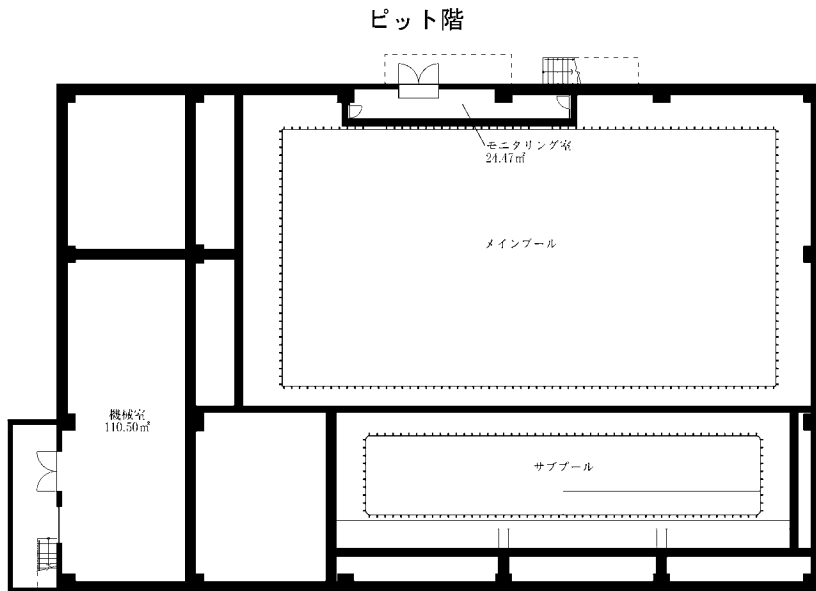 ピット階
モニタリング室
24.47㎡
メインプール
機械室
110.50㎡
サブプール